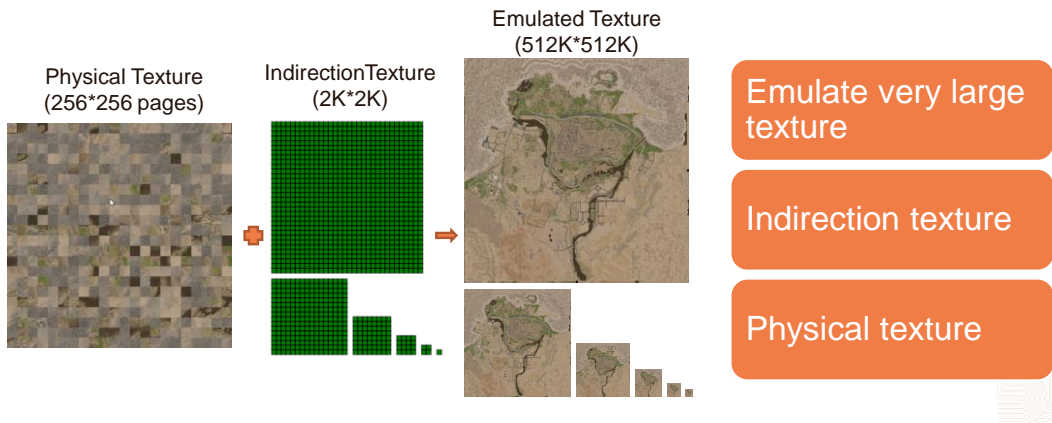 Physical Texture
(256*256 pages)
IndirectionTexture
(2K*2K)
Emulated Texture
(512K*512K)
Emulate very large
texture
Indirection texture
Physical texture